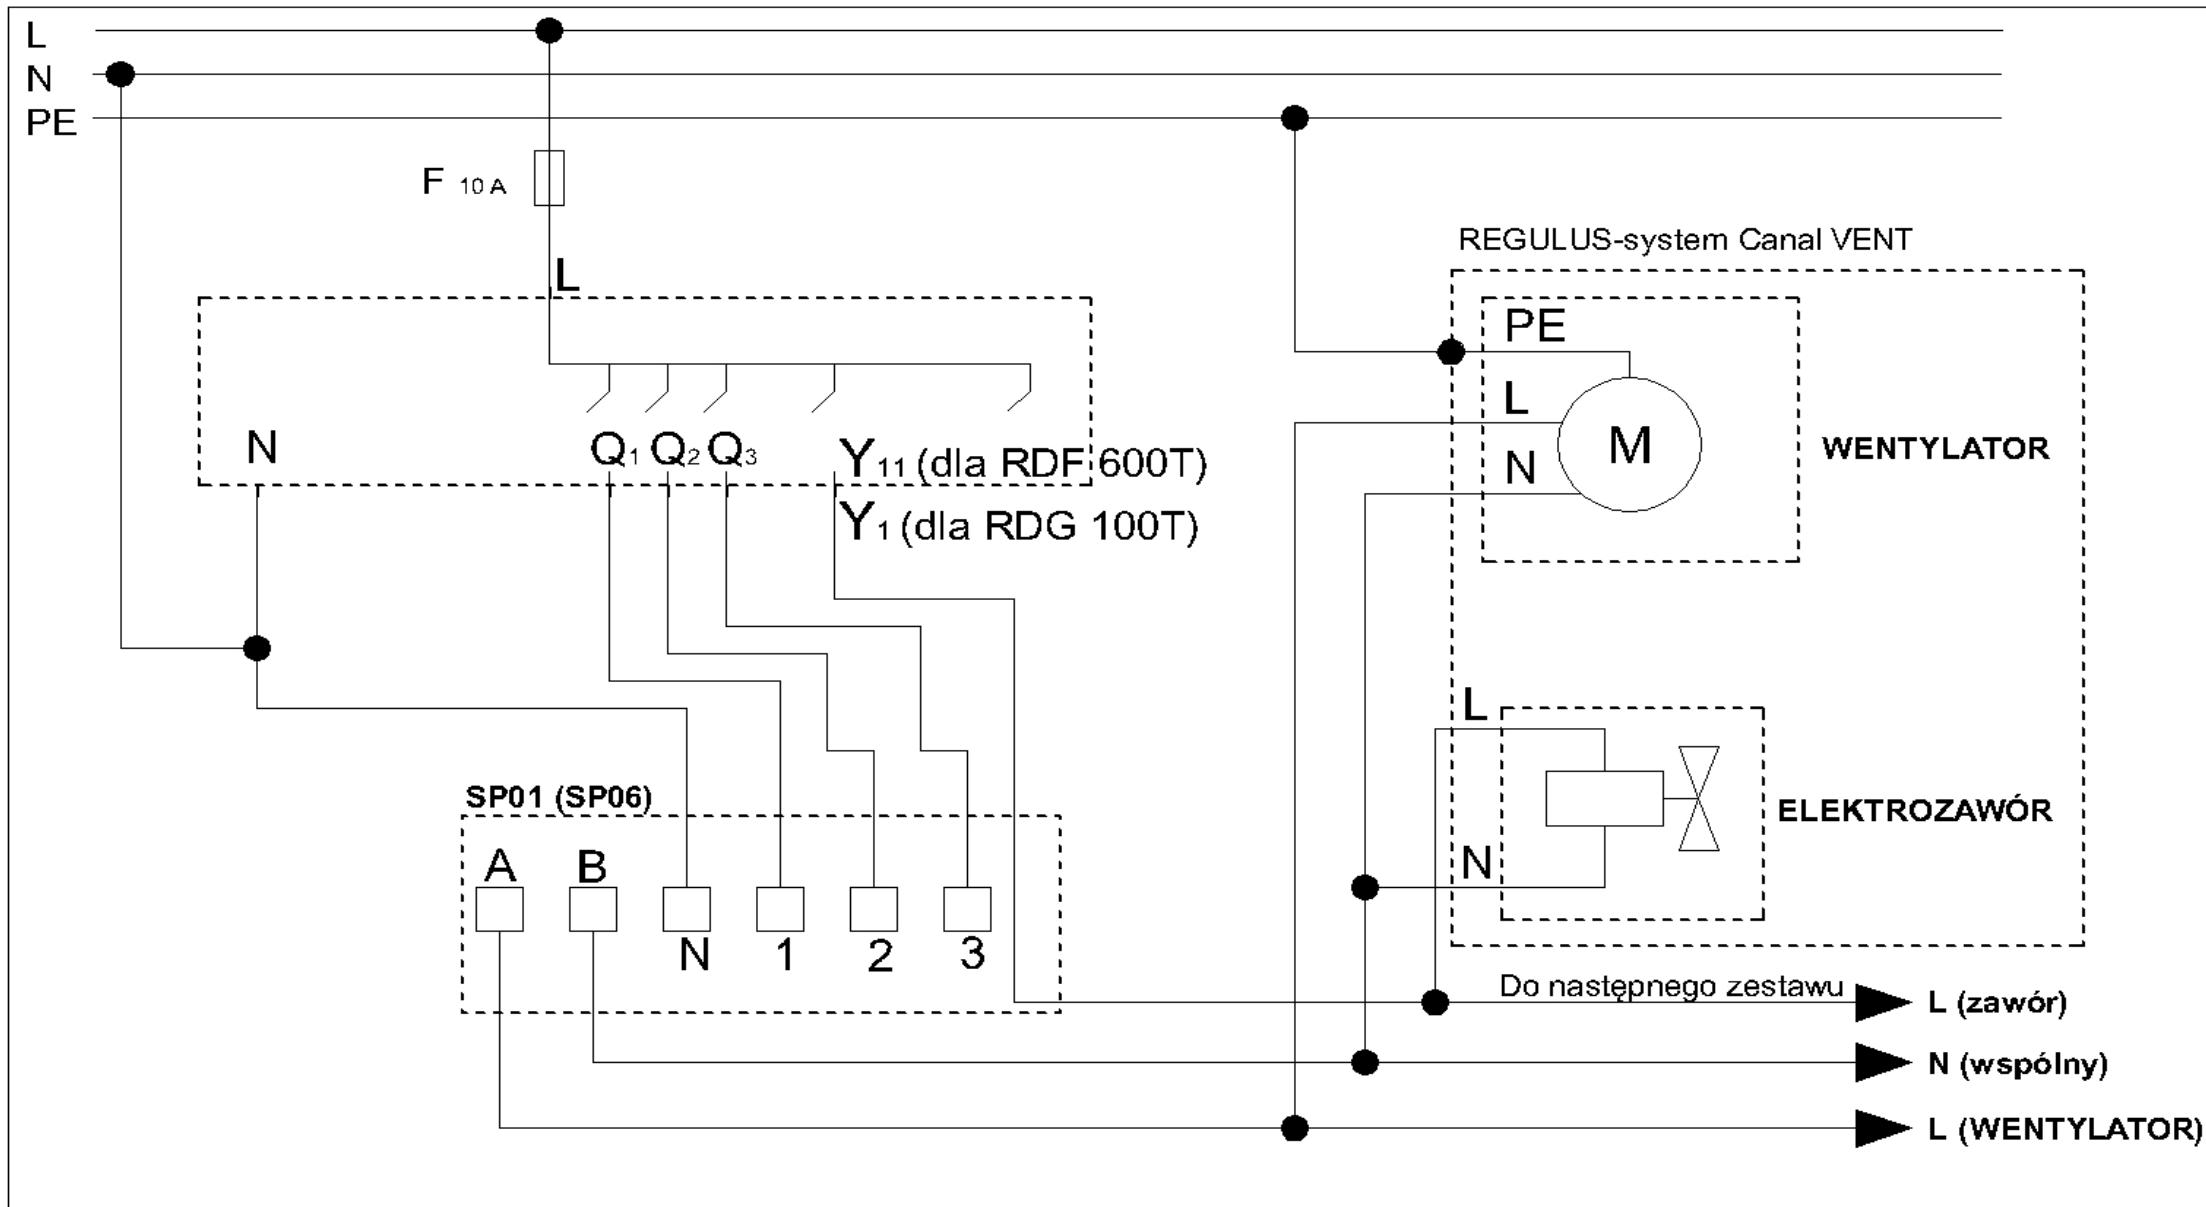 L
N
PE
F 10 A
L
REGULUS-system Canal VENT
PE
L
N
M
WENTYLATOR
N
Q1 Q2 Q3
Y11 (dla RDF 600T)
Y1 (dla RDG 100T)
L
N
ELEKTROZAWÓR
SP01 (SP06)
A B
N 1 2 3
Do następnego zestawu
L (zawór)
N (wspólny)
L (WENTYLATOR)